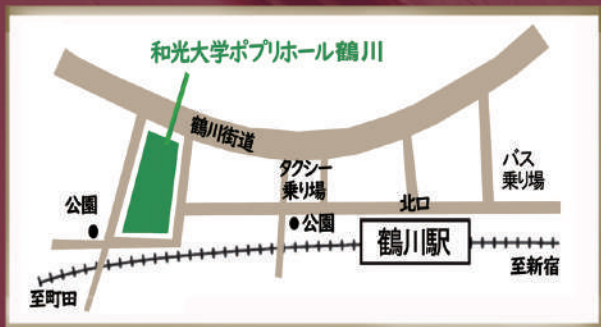 和光大学ポプリホール鶴川
鶴川街道
タクシー
乗り場
バス
乗り場
公園
北口
公園
鶴川駅
至新宿
至町田